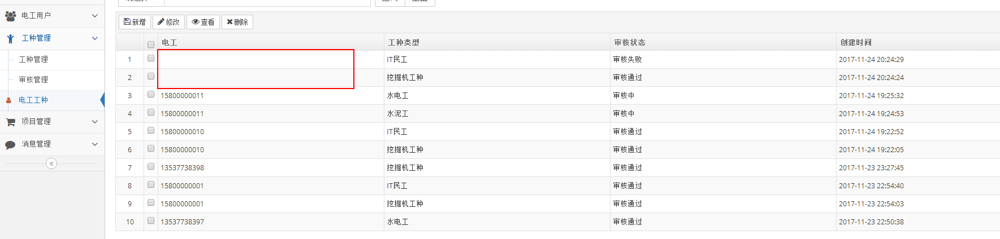 电工用户
工种管理
工种管理
审核管理
电工工种
项目管理
消息管理
新增 修改 查看 删除
电工 工种类型 审核状态 创建时间
1 IT民工 审核失败 2017-11-24 20:24:29
2 挖掘机工种 审核通过 2017-11-24 20:24:24
3 15800000011 水电工 审核中 2017-11-24 19:25:32
4 15800000011 水泥工 审核中 2017-11-24 19:24:53
5 15800000010 IT民工 审核通过 2017-11-24 19:22:52
6 15800000010 挖掘机工种 审核通过 2017-11-24 19:22:05
7 13537738398 挖掘机工种 审核通过 2017-11-23 23:27:45
8 15800000001 IT民工 审核通过 2017-11-23 22:54:40
9 15800000001 挖掘机工种 审核通过 2017-11-23 22:54:03
10 13537738397 水电工 审核通过 2017-11-23 22:50:38